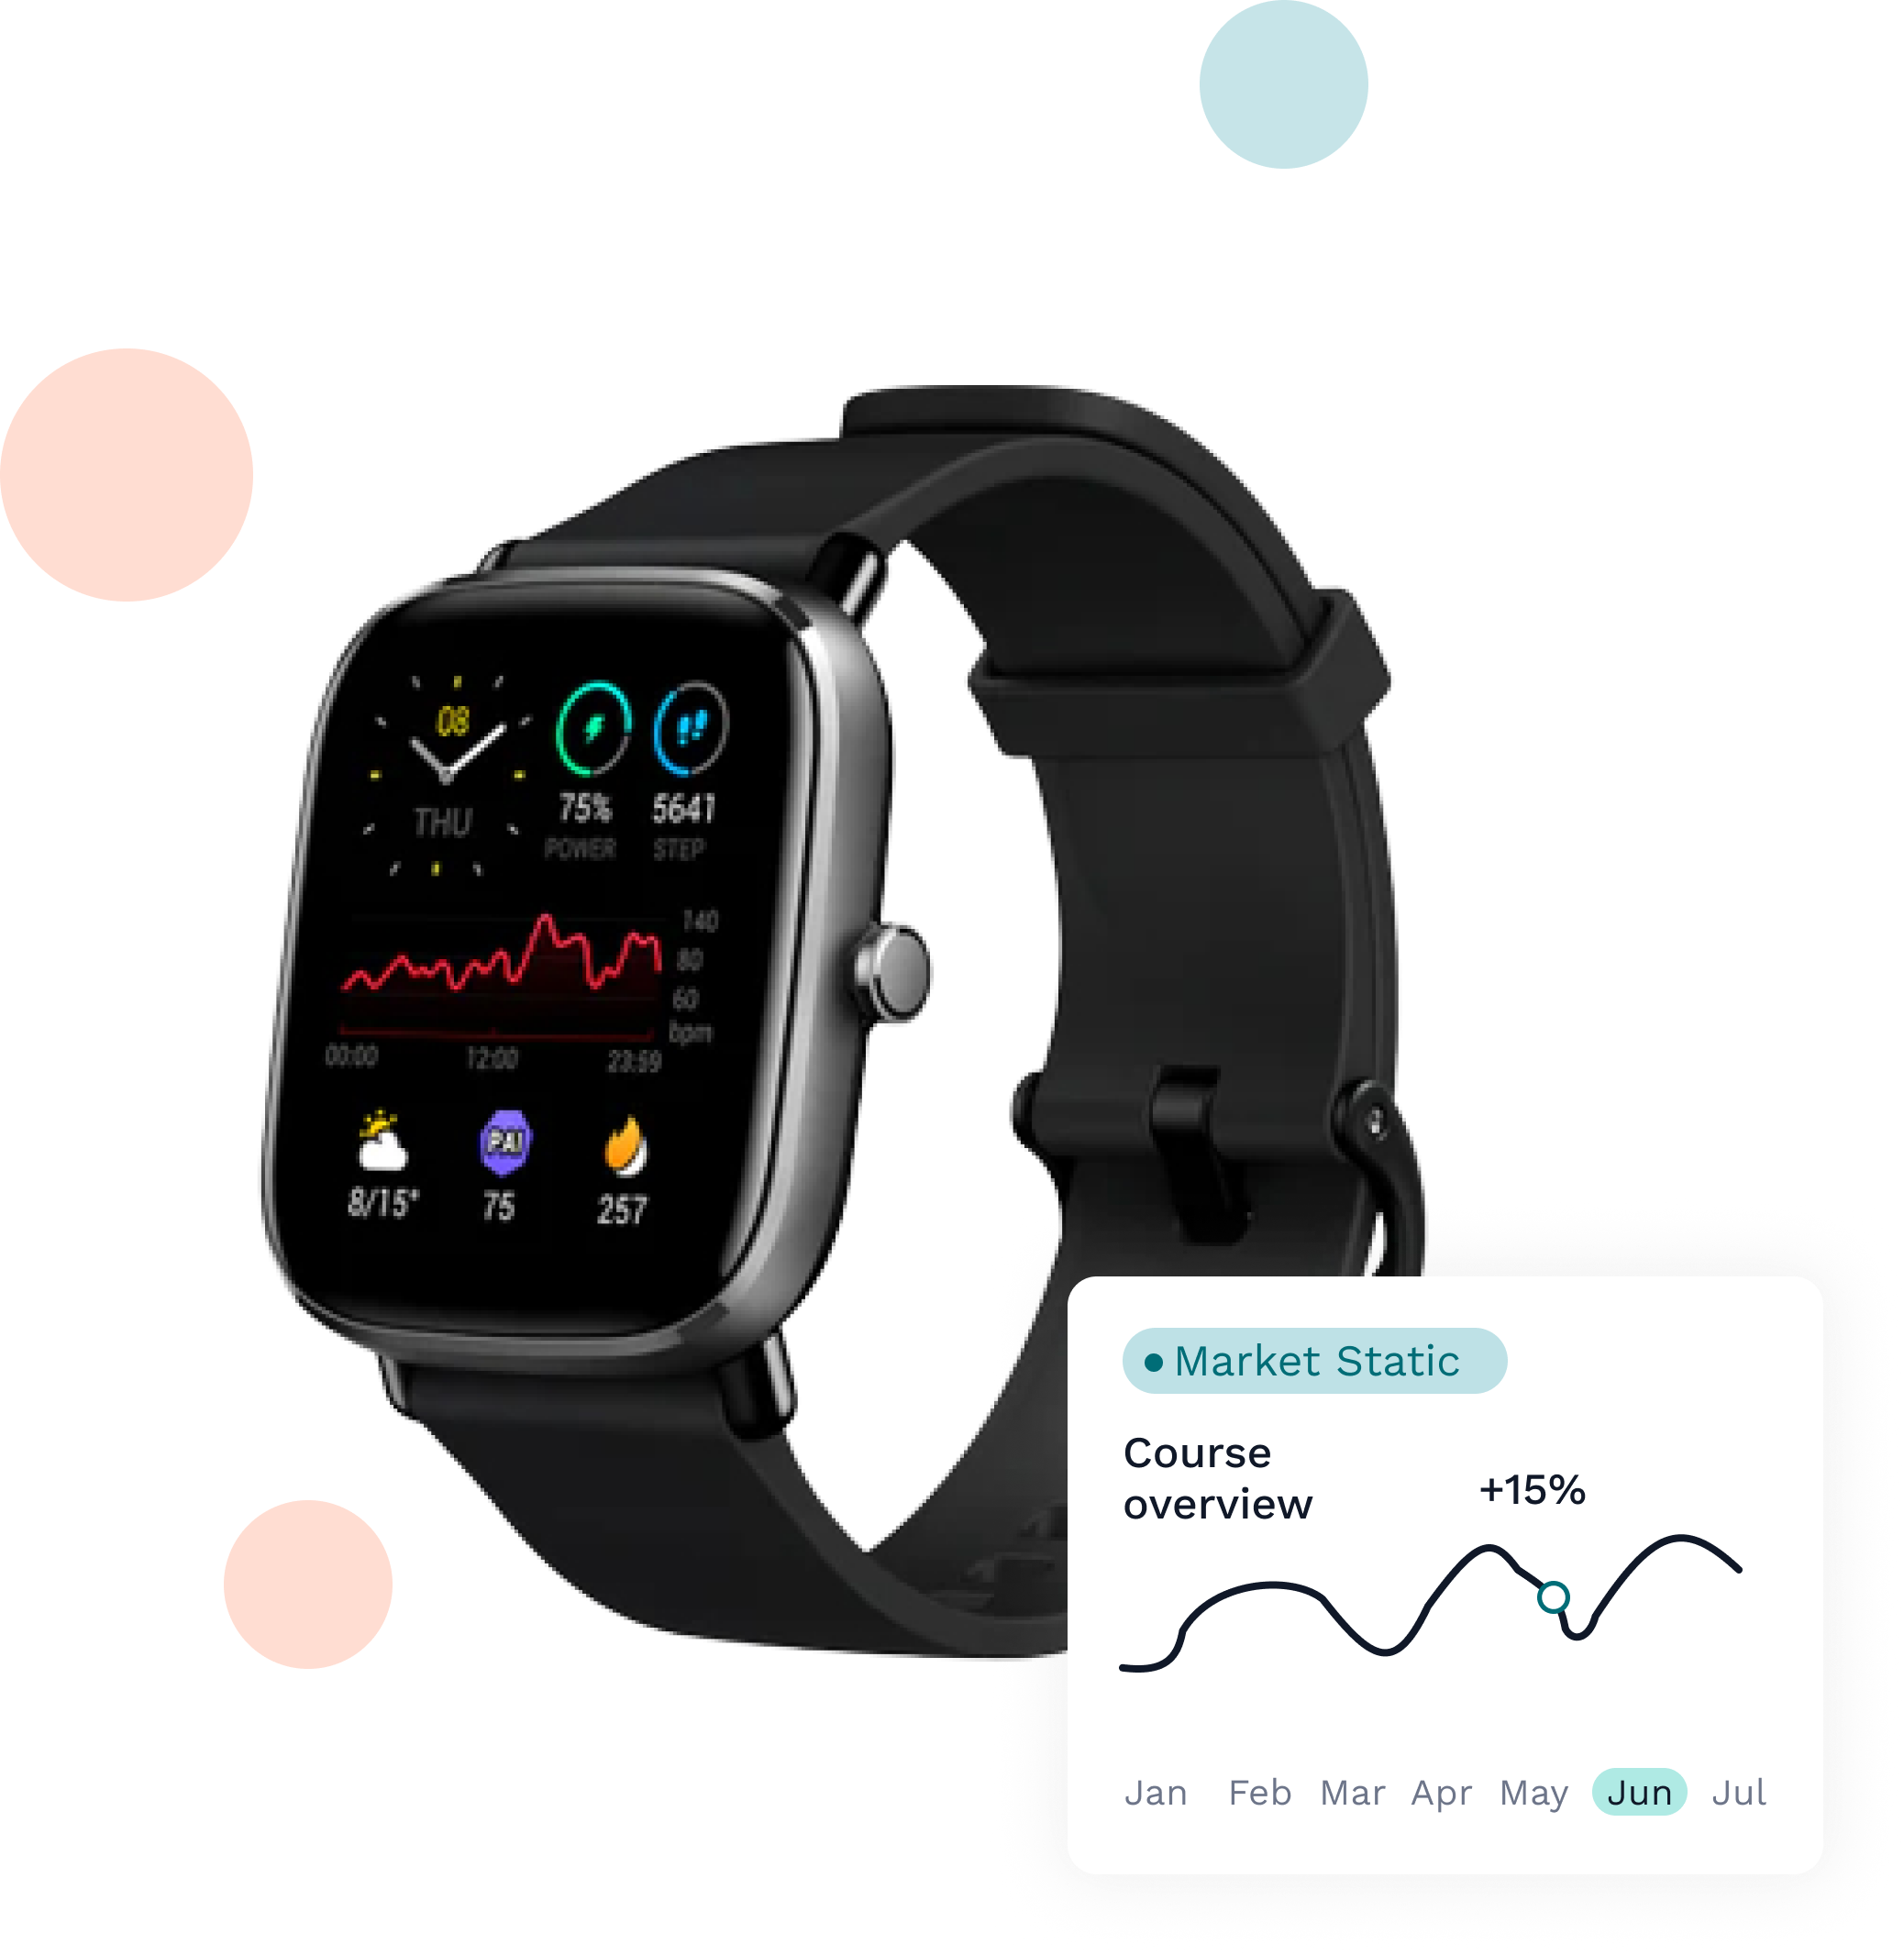 08
THU
75% 5641
POWER STEP
140
80
60
bpm
00:00 12:00 23:59
PAI
8/15° 75 257
Market Static
Course
overview
+15%
Jan Feb Mar Apr May Jun Jul